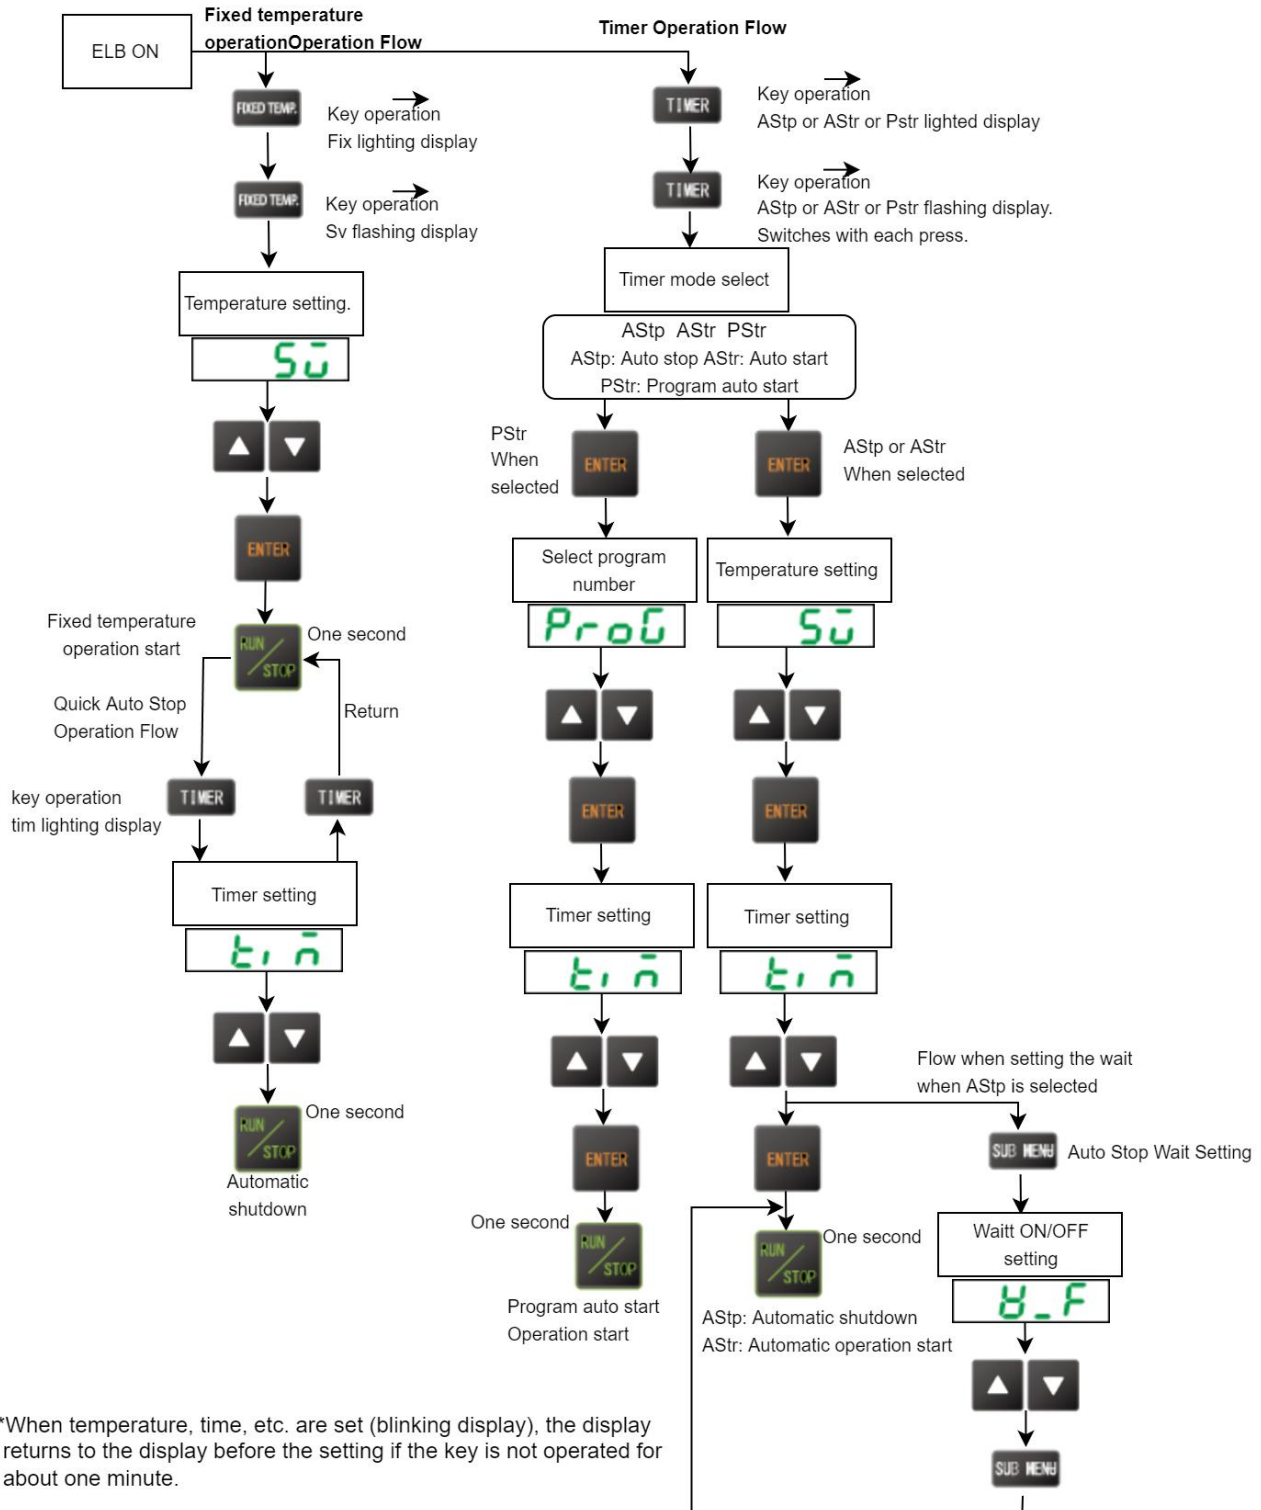 Fixed temperature
operationOperation Flow
Timer Operation Flow
ELB ON
FIXED TEMP.
Key operation
Fix lighting display
FIXED TEMP.
Key operation
Sv flashing display
Temperature setting.
Sv
ENTER
Fixed temperature
operation start
RUN
STOP
One second
Quick Auto Stop
Operation Flow
Return
TIMER
TIMER
key operation
tim lighting display
Timer setting
tim
RUN
STOP
One second
Automatic
shutdown
TIMER
Key operation
AStp or AStr or Pstr lighted display
TIMER
Key operation
AStp or AStr or Pstr flashing display.
Switches with each press.
Timer mode select
AStp AStr PStr
AStp: Auto stop AStr: Auto start
PStr: Program auto start
PStr
When
selected
ENTER
Select program
number
ProG
ENTER
Timer setting
tim
ENTER
One second
RUN
STOP
Program auto start
Operation start
ENTER
AStp or AStr
When selected
Temperature setting
Sv
ENTER
Timer setting
tim
Flow when setting the wait
when AStp is selected
ENTER
RUN
STOP
One second
AStp: Automatic shutdown
AStr: Automatic operation start
SUB MENU
Auto Stop Wait Setting
Waitt ON/OFF
setting
SUB MENU
*When temperature, time, etc. are set (blinking display), the display
returns to the display before the setting if the key is not operated for
about one minute.